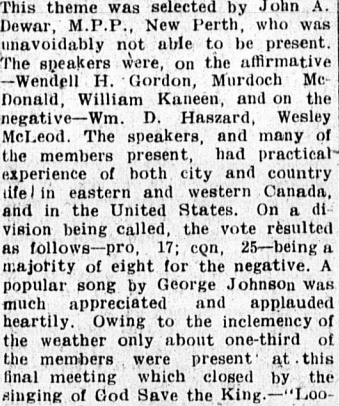 This theme was selected by John A.
Dewar, M.P.P., New Perth, who was
unavoidably not able to be present.
The speakers were, on the affirmative
—Wendell H. Gordon, Murdoch Mc-
Donald, William Kaneen, and on the
negative—Wm. D. Haszard, Wesley
McLeod. The speakers, and many of
the members present, had practical
experience of both city and country
life in eastern and western Canada,
and in the United States. On a di-
vision being called, the vote resulted
as follows—pro, 17; con, 25—being a
majority of eight for the negative. A
popular song by George Johnson was
much appreciated and applauded
heartily. Owing to the inclemency of
the weather only about one-third of
the members were present at this
final meeting which closed by the
singing of God Save the King.—"Loo-